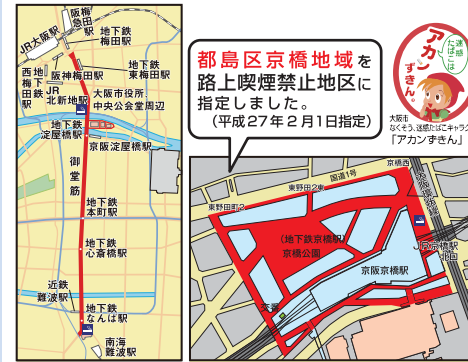 阪急
梅田駅
JR大阪駅
地下鉄
梅田駅
阪神梅田駅
地下鉄
東梅田駅
地下鉄
西梅田駅
JR
北新地駅
大阪市役所、
中央公会堂周辺
地下鉄
淀屋橋駅
京阪淀屋橋駅
御堂筋
地下鉄
本町駅
地下鉄
心斎橋駅
近鉄
難波駅
地下鉄
なんば駅
南海
難波駅
都島区京橋地域を
路上喫煙禁止地区に
指定しました。
（平成27年2月1日指定）
迷惑
たばこは
アカン
ずきん。
大阪市
なくそう、迷惑たばこキャラク
「アカンずきん」
京橋西
国道1号
東野田2東
東野田町2
（地下鉄京橋駅）
京橋公園
京阪京橋駅
JR京橋駅
北口
交番